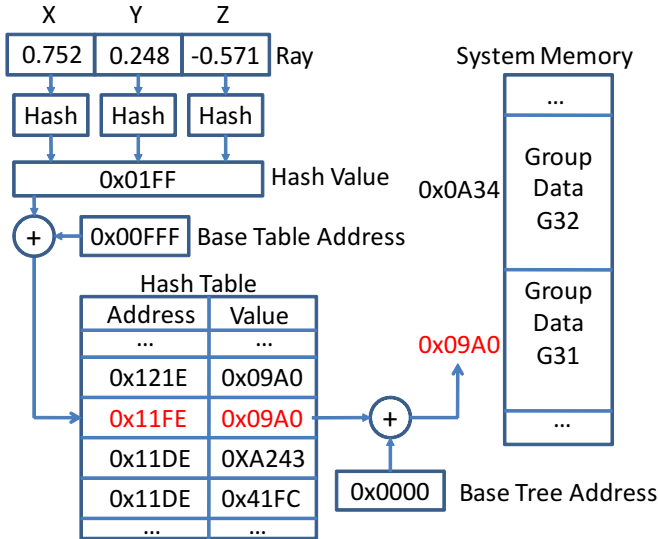 X Y Z
0.752 0.248 -0.571 Ray
System Memory
Hash Hash Hash
...
0x01FF Hash Value
Group
Data
G32
0x0A34
+ 0x00FFF Base Table Address
Hash Table
Address Value
... ...
0x121E 0x09A0
0x11FE 0x09A0
0x11DE 0XA243
0x11DE 0x41FC
... ...
+
0x0000 Base Tree Address
Group
Data
G31
0x09A0
...